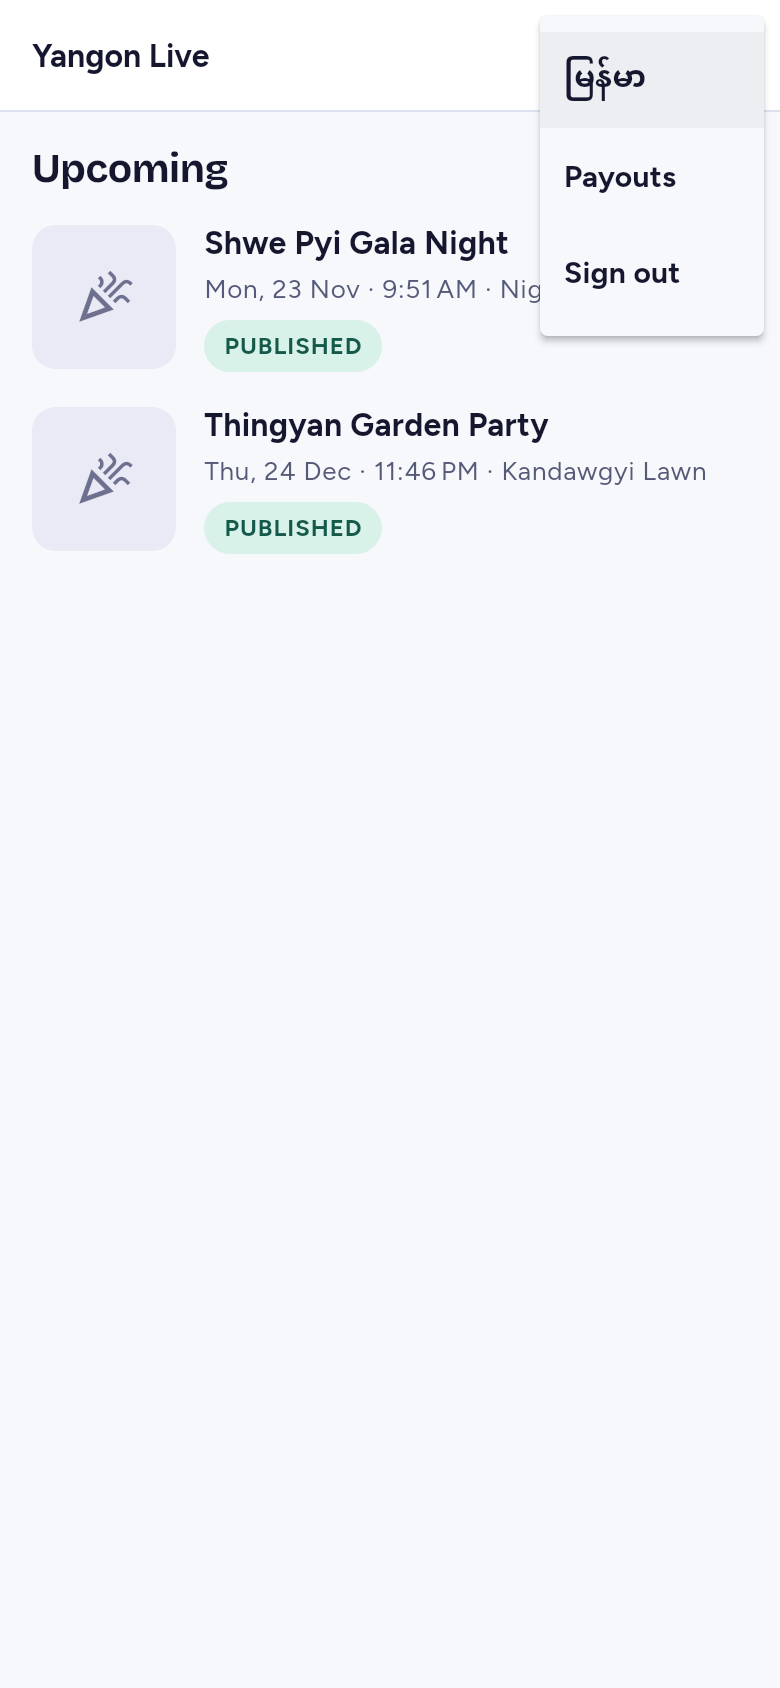 Yangon Live
မြန်မာ
Payouts
Sign out
Upcoming
Shwe Pyi Gala Night
Mon, 23 Nov · 9:51 AM ·
PUBLISHED
Thingyan Garden Party
Thu, 24 Dec · 11:46 PM · Kandawgyi Lawn
PUBLISHED